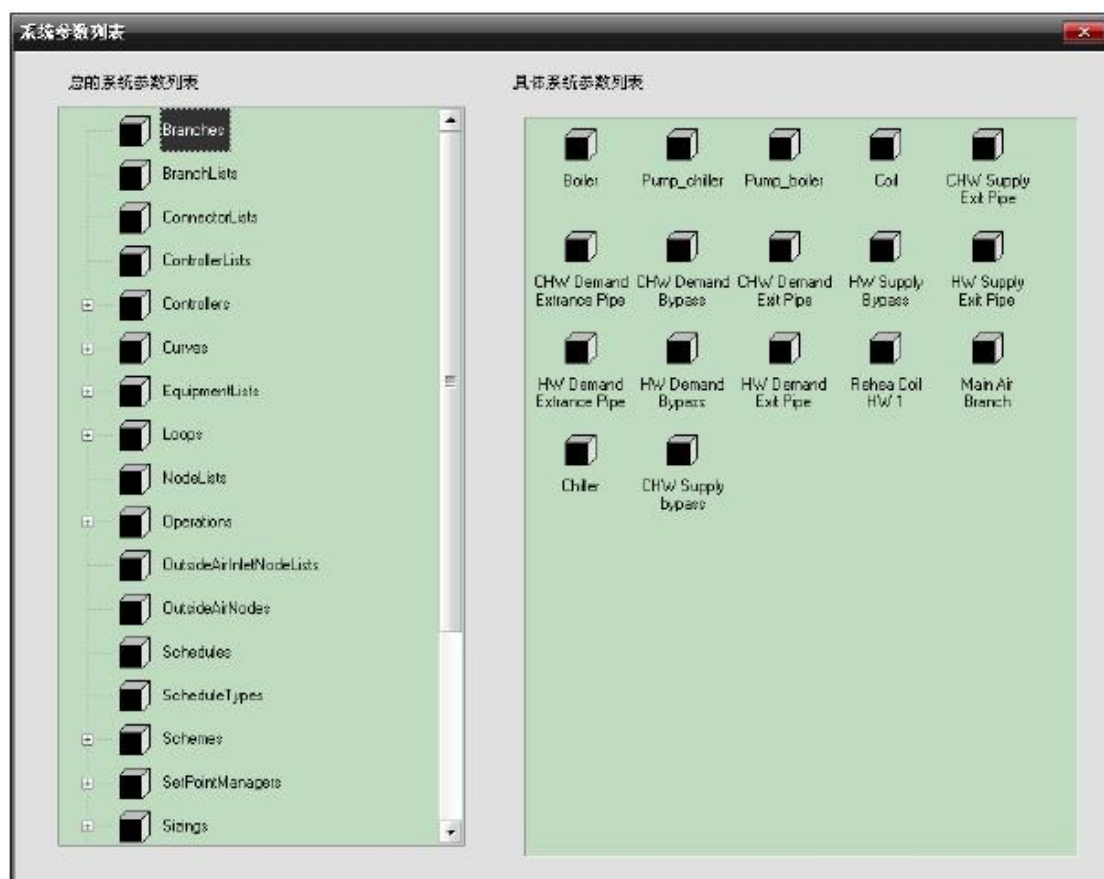 系统参数列表
总的系统参数列表
具体系统参数列表
Branches
BranchLists
ConnectorLists
ControllerLists
Controllers
Curves
EquipmentLists
Loops
NodeLists
Operations
OutsideAirInletNodeLists
OutsideAirNodes
Schedules
ScheduleTypes
Schemes
SetPointManagers
Sizings
Boiler
Pump_chiller
Pump_boiler
Coil
CHW Supply
Exit Pipe
CHW Demand
Extrance Pipe
CHW Demand
Bypass
CHW Demand
Exit Pipe
HW Supply
Bypass
HW Supply
Exit Pipe
HW Demand
Extrance Pipe
HW Demand
Bypass
HW Demand
Exit Pipe
Rehea Coil
HW 1
Main Air
Branch
Chiller
CHW Supply
bypass